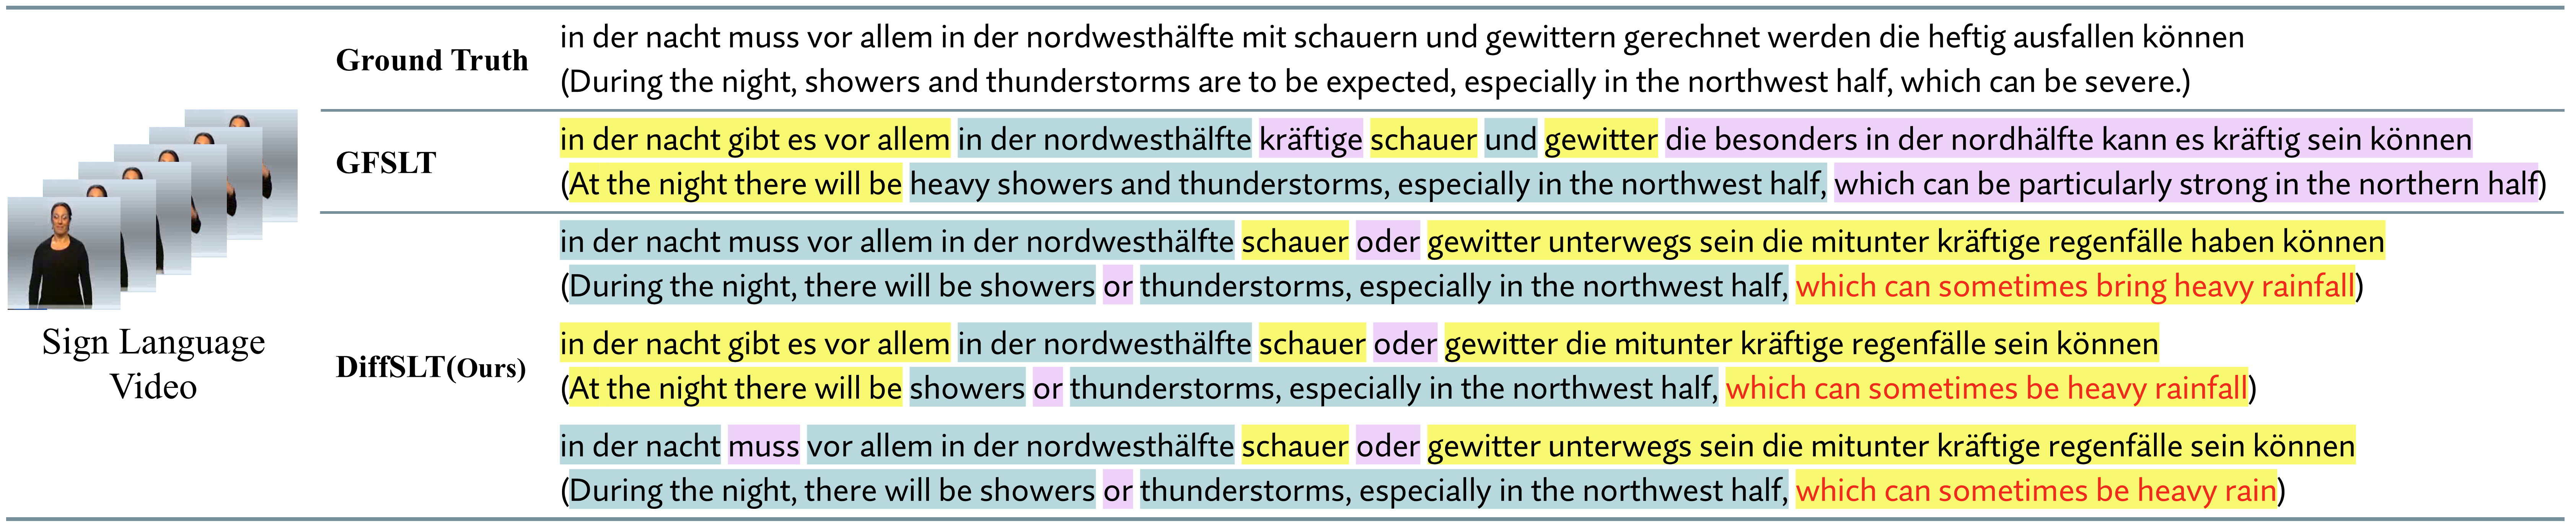 Ground Truth
in der nacht muss vor allem in der nordwesthälfte mit schauern und gewittern gerechnet werden die heftig ausfallen können
(During the night, showers and thunderstorms are to be expected, especially in the northwest half, which can be severe.)
GFSLT
in der nacht gibt es vor allem in der nordwesthälfte kräftige schauer und gewitter die besonders in der nordhälfte kann es kräftig sein können
(At the night there will be heavy showers and thunderstorms, especially in the northwest half, which can be particularly strong in the northern half)
Sign Language
Video
DiffSLT(Ours)
in der nacht muss vor allem in der nordwesthälfte schauer oder gewitter unterwegs sein die mitunter kräftige regenfälle haben können
(During the night, there will be showers or thunderstorms, especially in the northwest half, which can sometimes bring heavy rainfall)
in der nacht gibt es vor allem in der nordwesthälfte schauer oder gewitter die mitunter kräftige regenfälle sein können
(At the night there will be showers or thunderstorms, especially in the northwest half, which can sometimes be heavy rainfall)
in der nacht muss vor allem in der nordwesthälfte schauer oder gewitter unterwegs sein die mitunter kräftige regenfälle sein können
(During the night, there will be showers or thunderstorms, especially in the northwest half, which can sometimes be heavy rain)